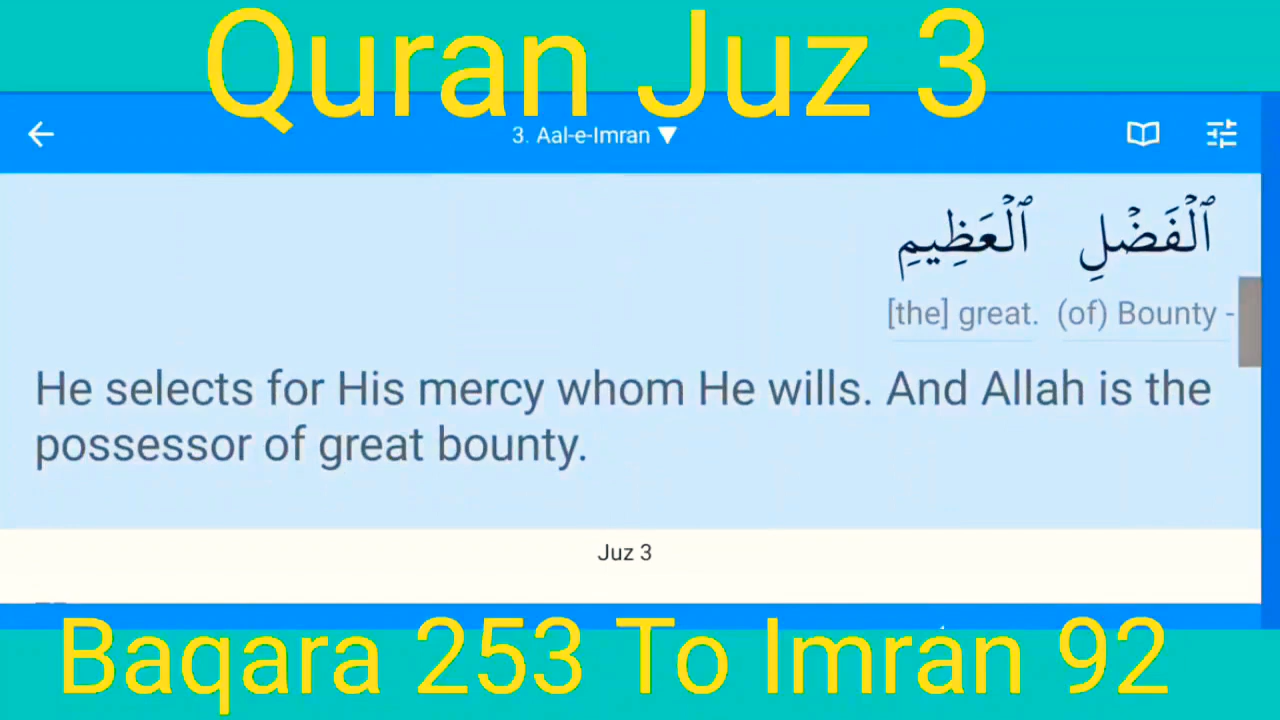 Quran Juz 3
3. Aal-e-Imran ▼
ٱلْفَضْلِ ٱلْعَظِيمِ
[the] great. (of) Bounty -
He selects for His mercy whom He wills. And Allah is the
possessor of great bounty.
Juz 3
Baqara 253 To Imran 92